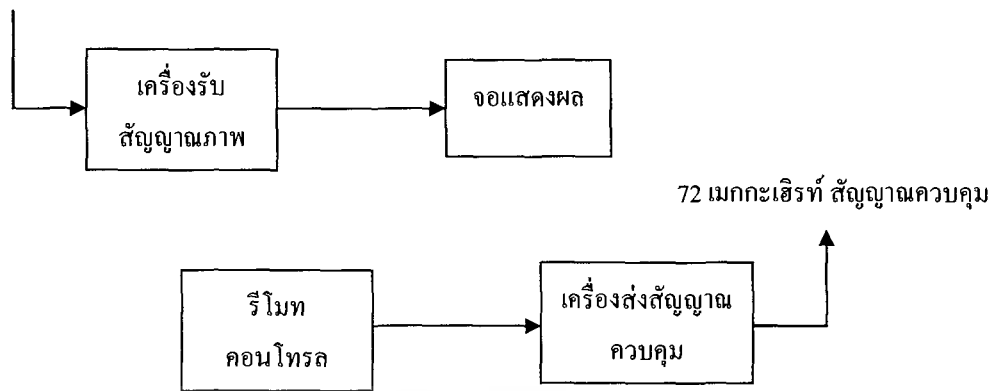 เครื่องรับ
สัญญาณภาพ
จอแสดงผล
72 เมกกะเฮิรท์ สัญญาณควบคุม
รีโมท
คอนโทรล
เครื่องส่งสัญญาณ
ควบคุม